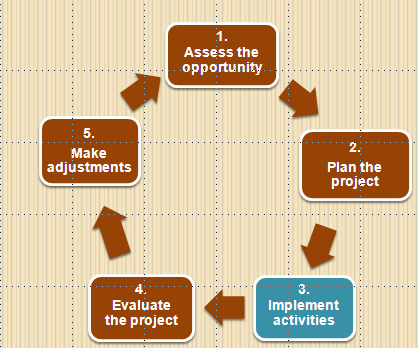 1.
Assess the
opportunity
2.
Plan the
project
3.
Implement
activities
4.
Evaluate
the project
5.
Make
adjustments